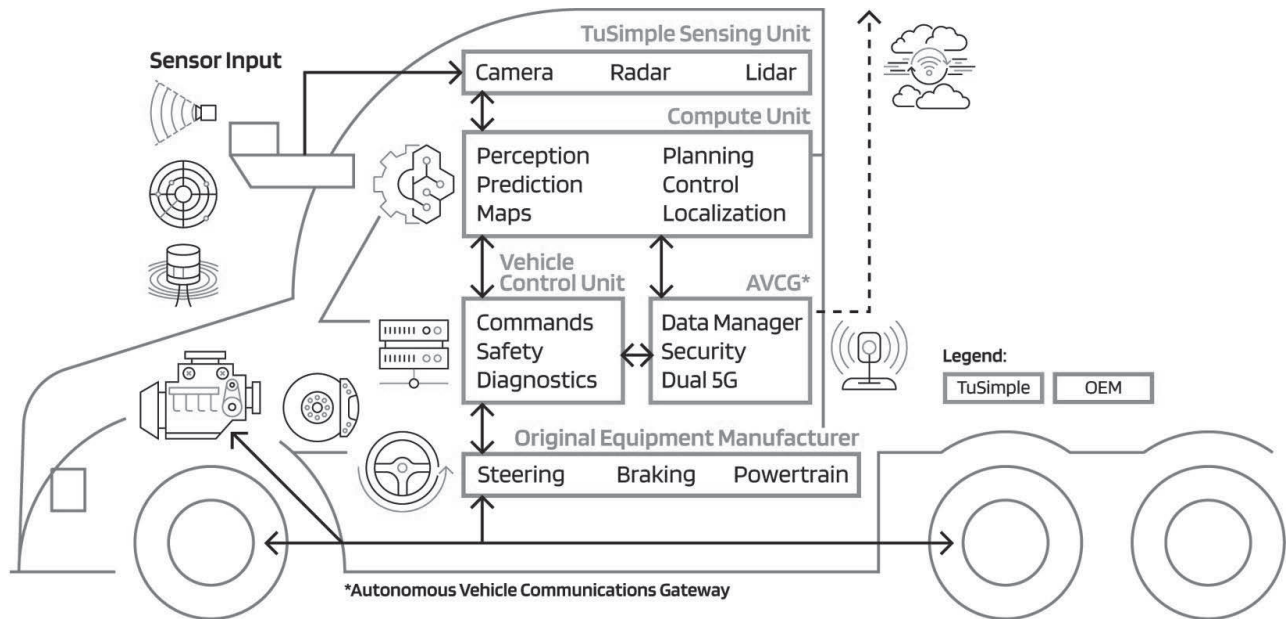 TuSimple Sensing Unit
Sensor Input
Camera Radar Lidar
Compute Unit
Perception Planning
Prediction Control
Maps Localization
Vehicle
Control Unit
AVCG*
Commands
Safety
Diagnostics
Data Manager
Security
Dual 5G
Legend:
TuSimple OEM
Original Equipment Manufacturer
Steering Braking Powertrain
*Autonomous Vehicle Communications Gateway